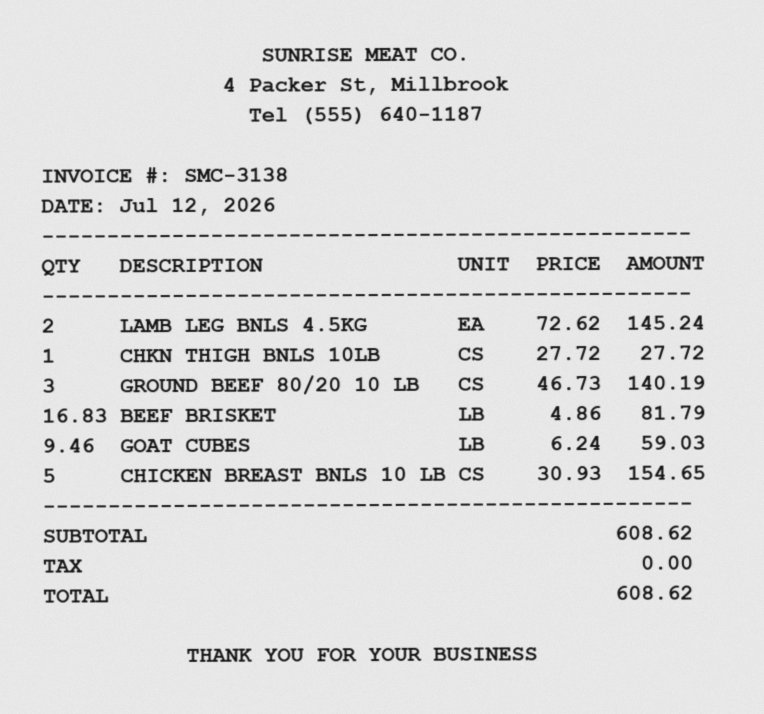 SUNRISE MEAT CO.
4 Packer St, Millbrook
Tel (555) 640-1187
INVOICE #: SMC-3138
DATE: Jul 12, 2026
--------------------------------------------------
QTY DESCRIPTION UNIT PRICE AMOUNT
--------------------------------------------------
2 LAMB LEG BNLS 4.5KG EA 72.62 145.24
1 CHKN THIGH BNLS 10LB CS 27.72 27.72
3 GROUND BEEF 80/20 10 LB CS 46.73 140.19
16.83 BEEF BRISKET LB 4.86 81.79
9.46 GOAT CUBES LB 6.24 59.03
5 CHICKEN BREAST BNLS 10 LB CS 30.93 154.65
--------------------------------------------------
SUBTOTAL 608.62
TAX 0.00
TOTAL 608.62
THANK YOU FOR YOUR BUSINESS